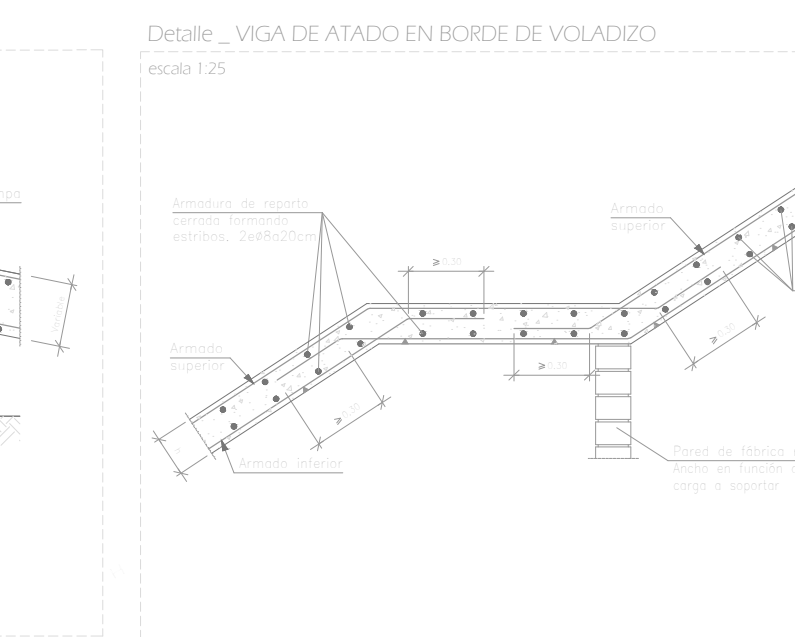 Detalle _ VIGA DE ATADO EN BORDE DE VOLADIZO
escala 1:25
mpa
Variable
Armadura de reparto
cerrada formando
estribos. 2eø8a20cm
Armado
superior
≥0.30
Armado
superior
≥0.30
≥0.30
≥0.30
Armado inferior
Pared de fábrica
Ancho en función
carga a soportar